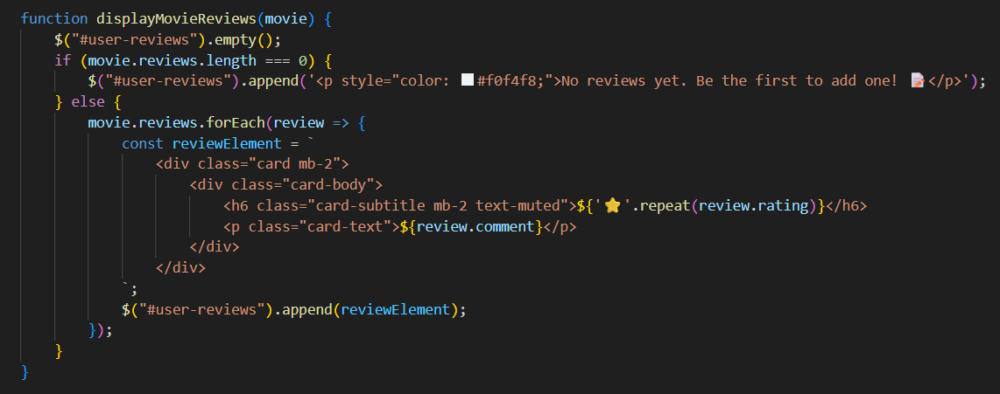 function displayMovieReviews(movie) {
    $("#user-reviews").empty();
    if (movie.reviews.length === 0) {
        $("#user-reviews").append('<p style="color: #f0f4f8;">No reviews yet. Be the first to add one! 📝</p>');
    } else {
        movie.reviews.forEach(review => {
            const reviewElement = `
                <div class="card mb-2">
                    <div class="card-body">
                        <h6 class="card-subtitle mb-2 text-muted">${'⭐'.repeat(review.rating)}</h6>
                        <p class="card-text">${review.comment}</p>
                    </div>
                </div>
            `;
            $("#user-reviews").append(reviewElement);
        });
    }
}